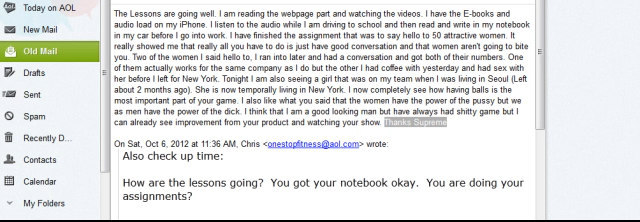 Today on AOL
New Mail
Old Mail
Drafts
Sent
Spam
Recently D...
Contacts
Calendar
My Folders
The Lessons are going well. I am reading the webpage part and watching the videos. I have the E-books and
audio load on my iPhone. I listen to the audio while I am driving to school and then read and write in my notebook
in my car before I go into work. I have finished the assignment that was to say hello to 50 attractive women. It
really showed me that really all you have to do is just have good conversation and that women aren't going to bite
you. Two of the women I said hello to, I ran into later and had a conversation and got both of their numbers. One
of them actually works for the same company as I do but the other I had coffee with yesterday and had sex with
her before I left for New York. Tonight I am also seeing a girl that was on my team when I was living in Seoul (Left
about 2 months ago). She is now temporally living in New York. I now completely see how having balls is the
most important part of your game. I also like what you said that the women have the power of the pussy but we
as men have the power of the dick. I think that I am a good looking man but have always had shitty game but I
can already see improvement from your product and watching your show. Thanks Supreme
On Sat, Oct 6, 2012 at 11:36 AM, Chris <onestopfitness@aol.com> wrote:
Also check up time:
How are the lessons going? You got your notebook okay. You are doing your
assignments?